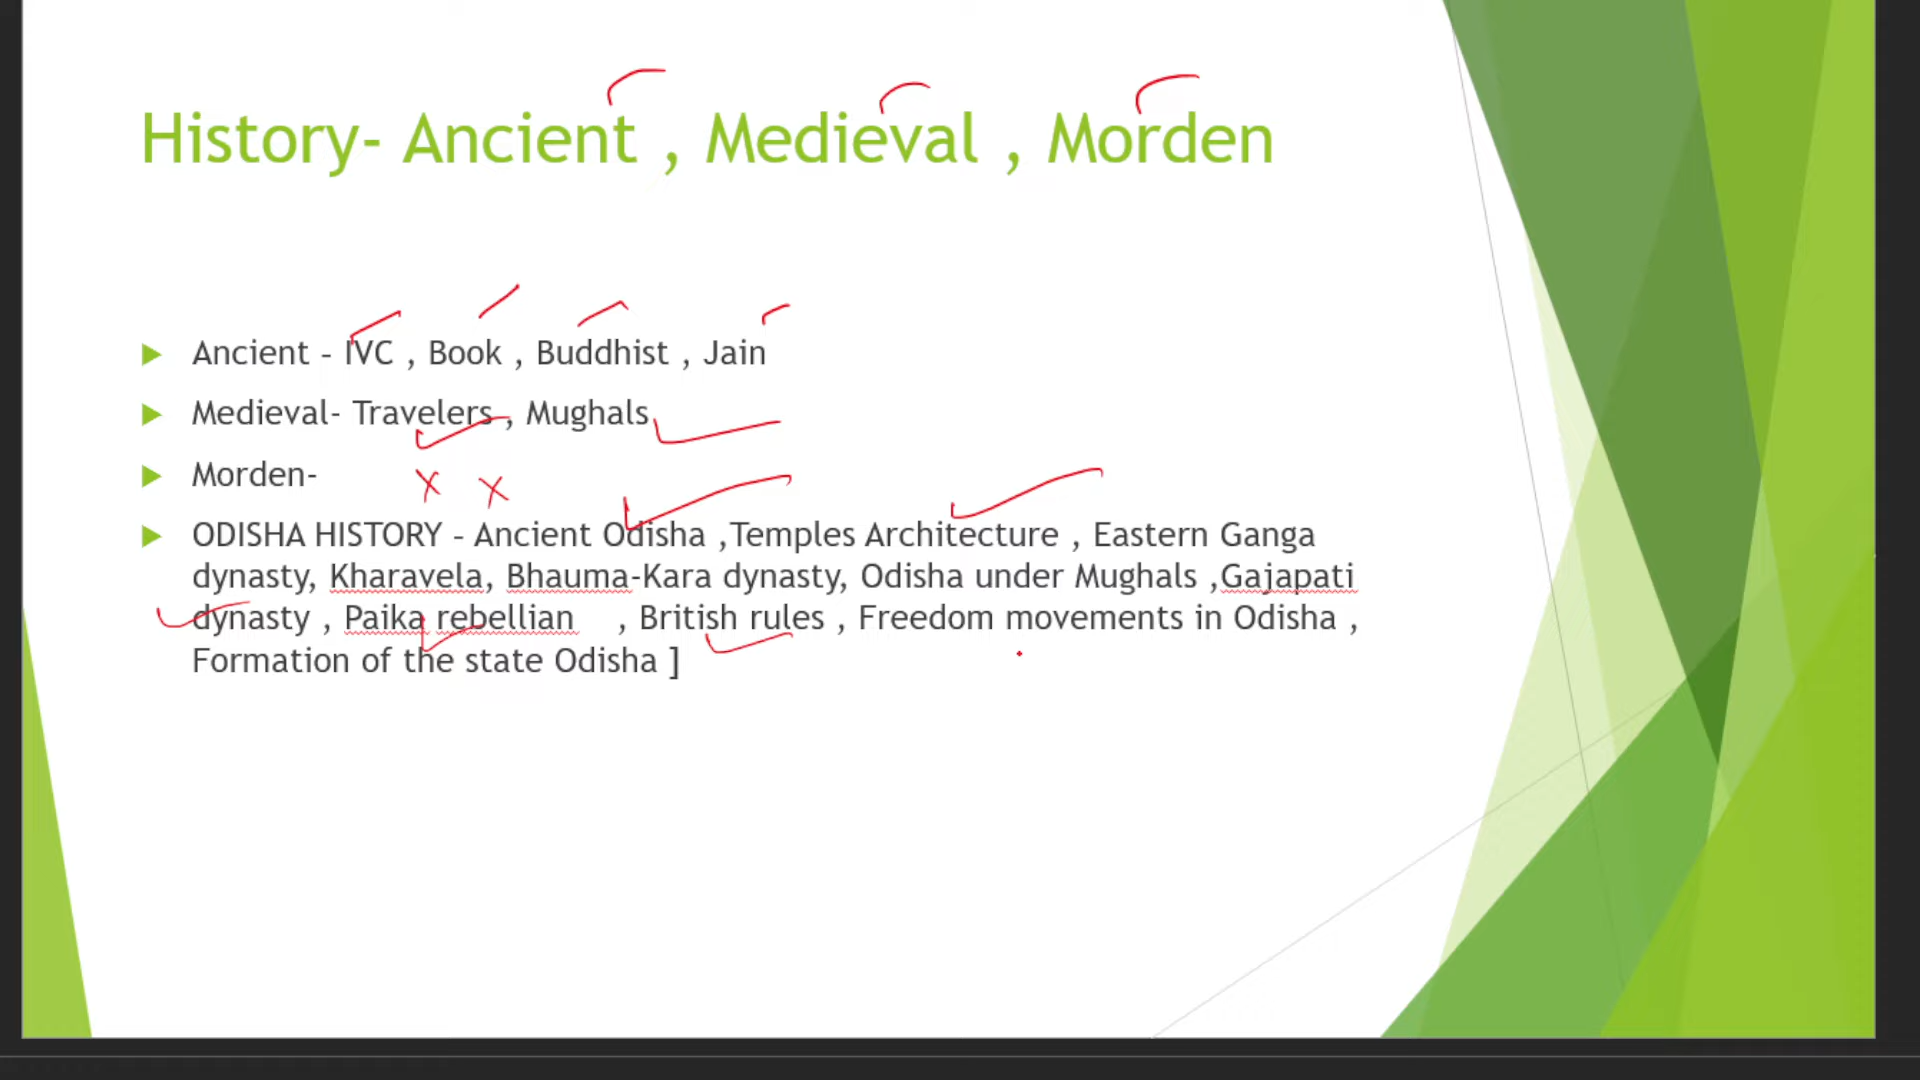 History- Ancient , Medieval , Morden
Ancient – IVC , Book , Buddhist , Jain
Medieval- Travelers , Mughals
Morden-
x x
ODISHA HISTORY – Ancient Odisha ,Temples Architecture , Eastern Ganga
dynasty, Kharavela, Bhauma-Kara dynasty, Odisha under Mughals ,Gajapati
dynasty , Paika rebellian , British rules , Freedom movements in Odisha ,
Formation of the state Odisha ]